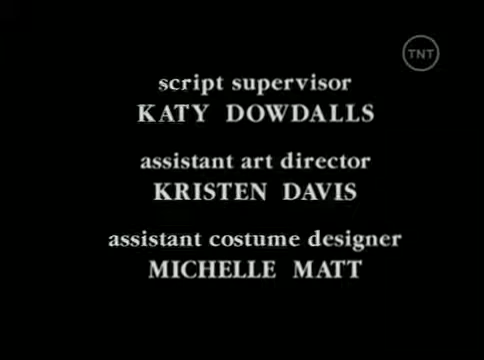 TNT
script supervisor
KATY DOWDALLS
assistant art director
KRISTEN DAVIS
assistant costume designer
MICHELLE MATT